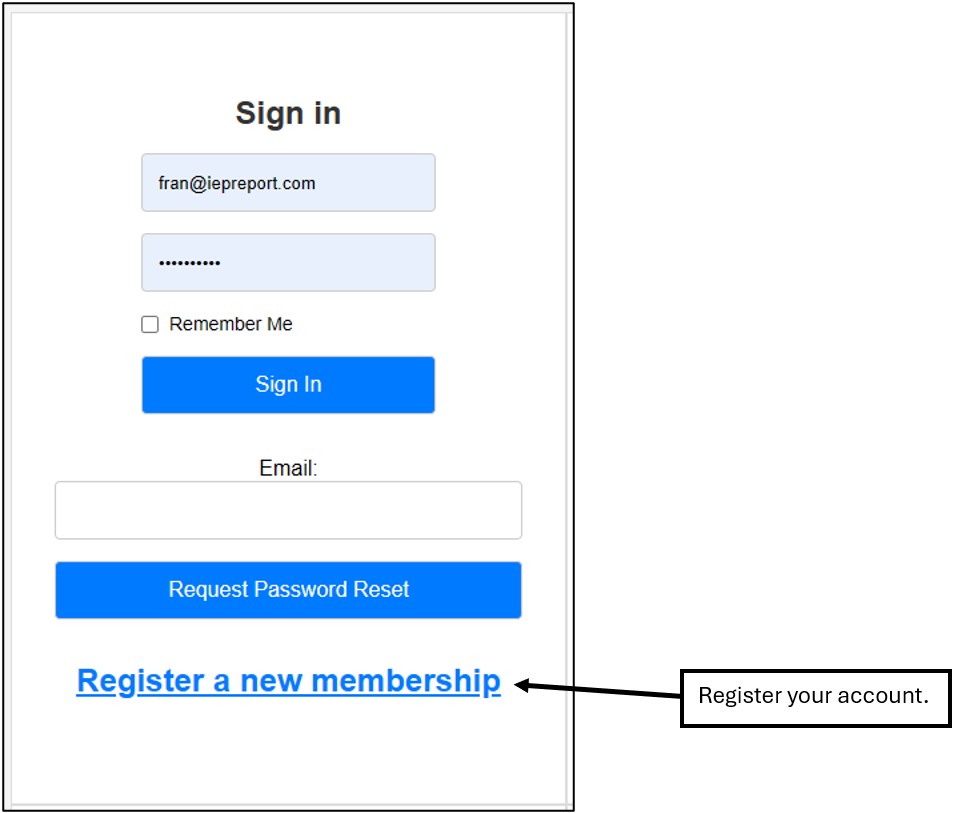 Sign in
fran@iepreport.com
••••••••••
Remember Me
Sign In
Email:
Request Password Reset
Register a new membership
Register your account.